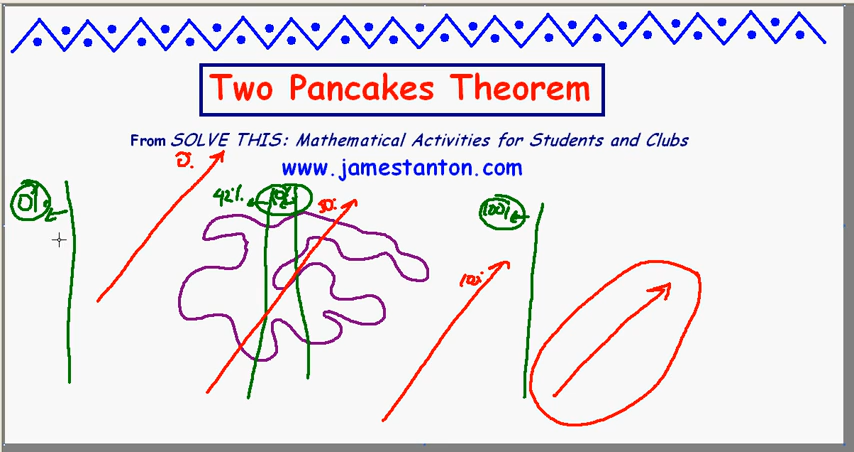 Two Pancakes Theorem
From SOLVE THIS: Mathematical Activities for Students and Clubs
www.jamestanton.com
0%
42%
100%